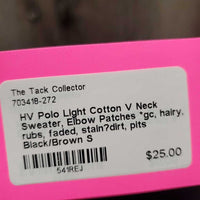 The Tack Collector
703418-272
HV Polo Light Cotton V Neck
Sweater, Elbow Patches *gc, hairy,
rubs, faded, stain?dirt, pits
Black/Brown S
$25.00
541REJ